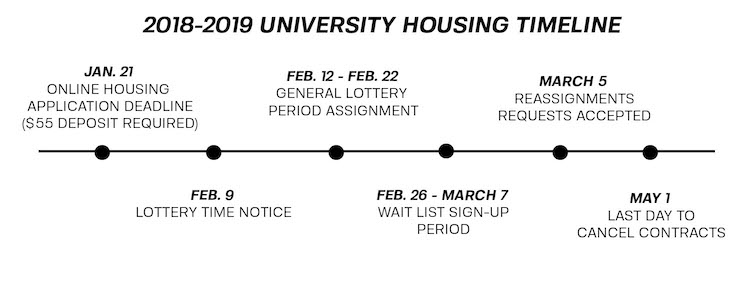 2018-2019 UNIVERSITY HOUSING TIMELINE
JAN. 21
ONLINE HOUSING
APPLICATION DEADLINE
($55 DEPOSIT REQUIRED)
FEB. 9
LOTTERY TIME NOTICE
FEB. 12 - FEB. 22
GENERAL LOTTERY
PERIOD ASSIGNMENT
FEB. 26 - MARCH 7
WAIT LIST SIGN-UP
PERIOD
MARCH 5
REASSIGNMENTS
REQUESTS ACCEPTED
MAY 1
LAST DAY TO
CANCEL CONTRACTS